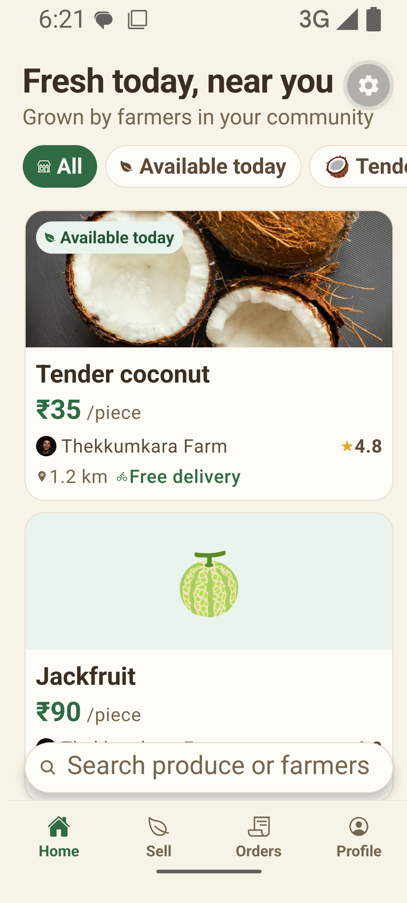 6:21
3G
Fresh today, near you
Grown by farmers in your community
All
Available today
Available today
Tender coconut
₹35 /piece
Thekkumkara Farm
★4.8
1.2 km Free delivery
Jackfruit
₹90 /piece
Search produce or farmers
Home
Sell
Orders
Profile